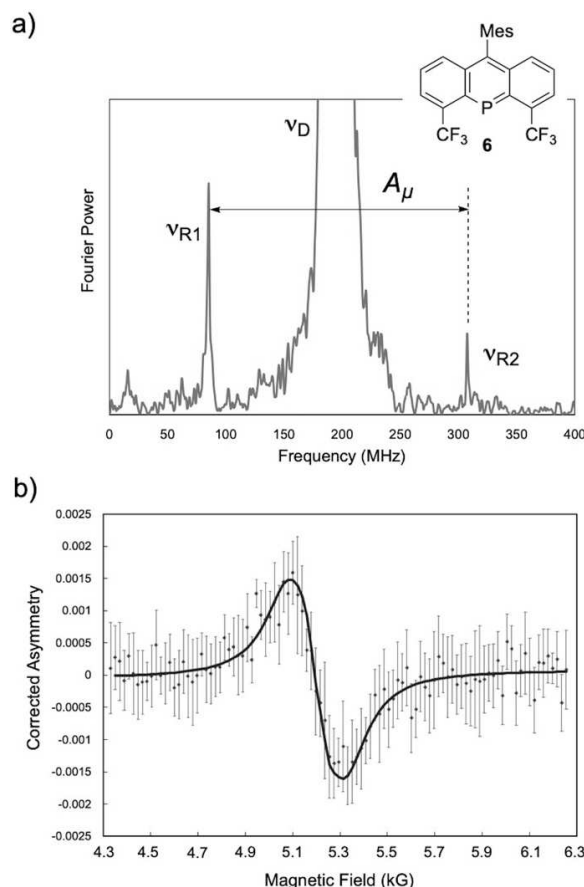 a)
Mes
P
CF3
6
CF3
νD
Aμ
νR1
νR2
Fourier Power
0 50 100 150 200 250 300 350 400
Frequency (MHz)
b)
0.0025
0.002
0.0015
0.001
0.0005
0
-0.0005
-0.001
-0.0015
-0.002
-0.0025
Corrected Asymmetry
4.3 4.5 4.7 4.9 5.1 5.3 5.5 5.7 5.9 6.1 6.3
Magnetic Field (kG)